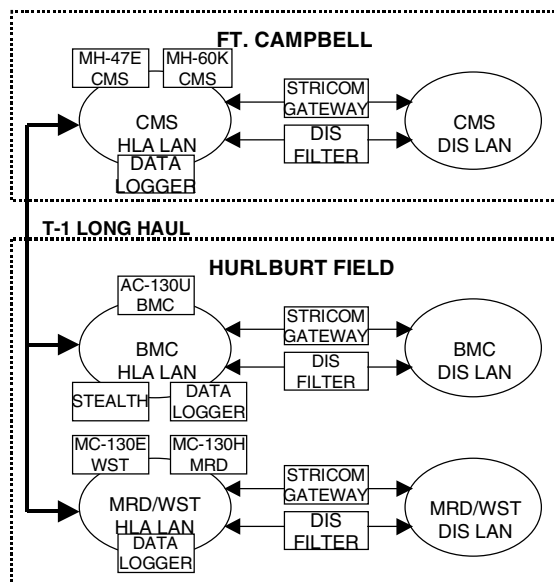 FT. CAMPBELL
MH-47E
CMS
MH-60K
CMS
CMS
HLA LAN
DATA
LOGGER
STRICOM
GATEWAY
DIS
FILTER
CMS
DIS LAN
T-1 LONG HAUL
HURLBURT FIELD
AC-130U
BMC
BMC
HLA LAN
STEALTH
DATA
LOGGER
STRICOM
GATEWAY
DIS
FILTER
BMC
DIS LAN
MC-130E
WST
MC-130H
MRD
MRD/WST
HLA LAN
DATA
LOGGER
STRICOM
GATEWAY
DIS
FILTER
MRD/WST
DIS LAN